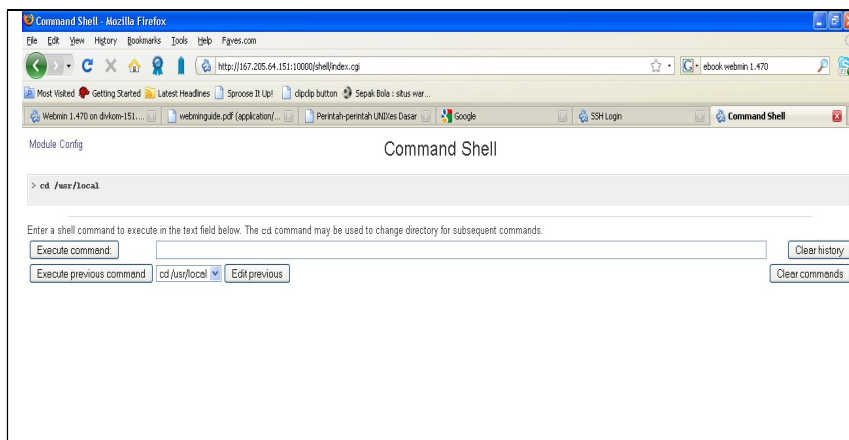 Command Shell - Mozilla Firefox
File Edit View History Bookmarks Tools Help Fqves.com
http://167.205.64.151:10000/shell/index.cgi
ebook webmin 1.470
Most Visited Getting Started Latest Headlines Sproose It Up! clipclip button Sepak Bola : situs war...
Webmin 1.470 on divkom-151.... webminguide.pdf (application/... Perintah-perintah UNIXes Dasar Google SSH Login Command Shell
Module Config
Command Shell
> cd /usr/local
Enter a shell command to execute in the text field below. The cd command may be used to change directory for subsequent commands.
Execute command: Clear history
Execute previous command cd /usr/local Edit previous Clear commands